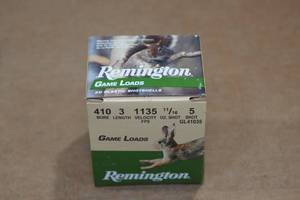 GAME LOADS
Remington
20 PLASTIC SHOTSHELLS
410 3 1135 11/16 5
BORE LENGTH VELOCITY OZ. SHOT SHOT
FPS GL41035
GAME LOADS
Remington